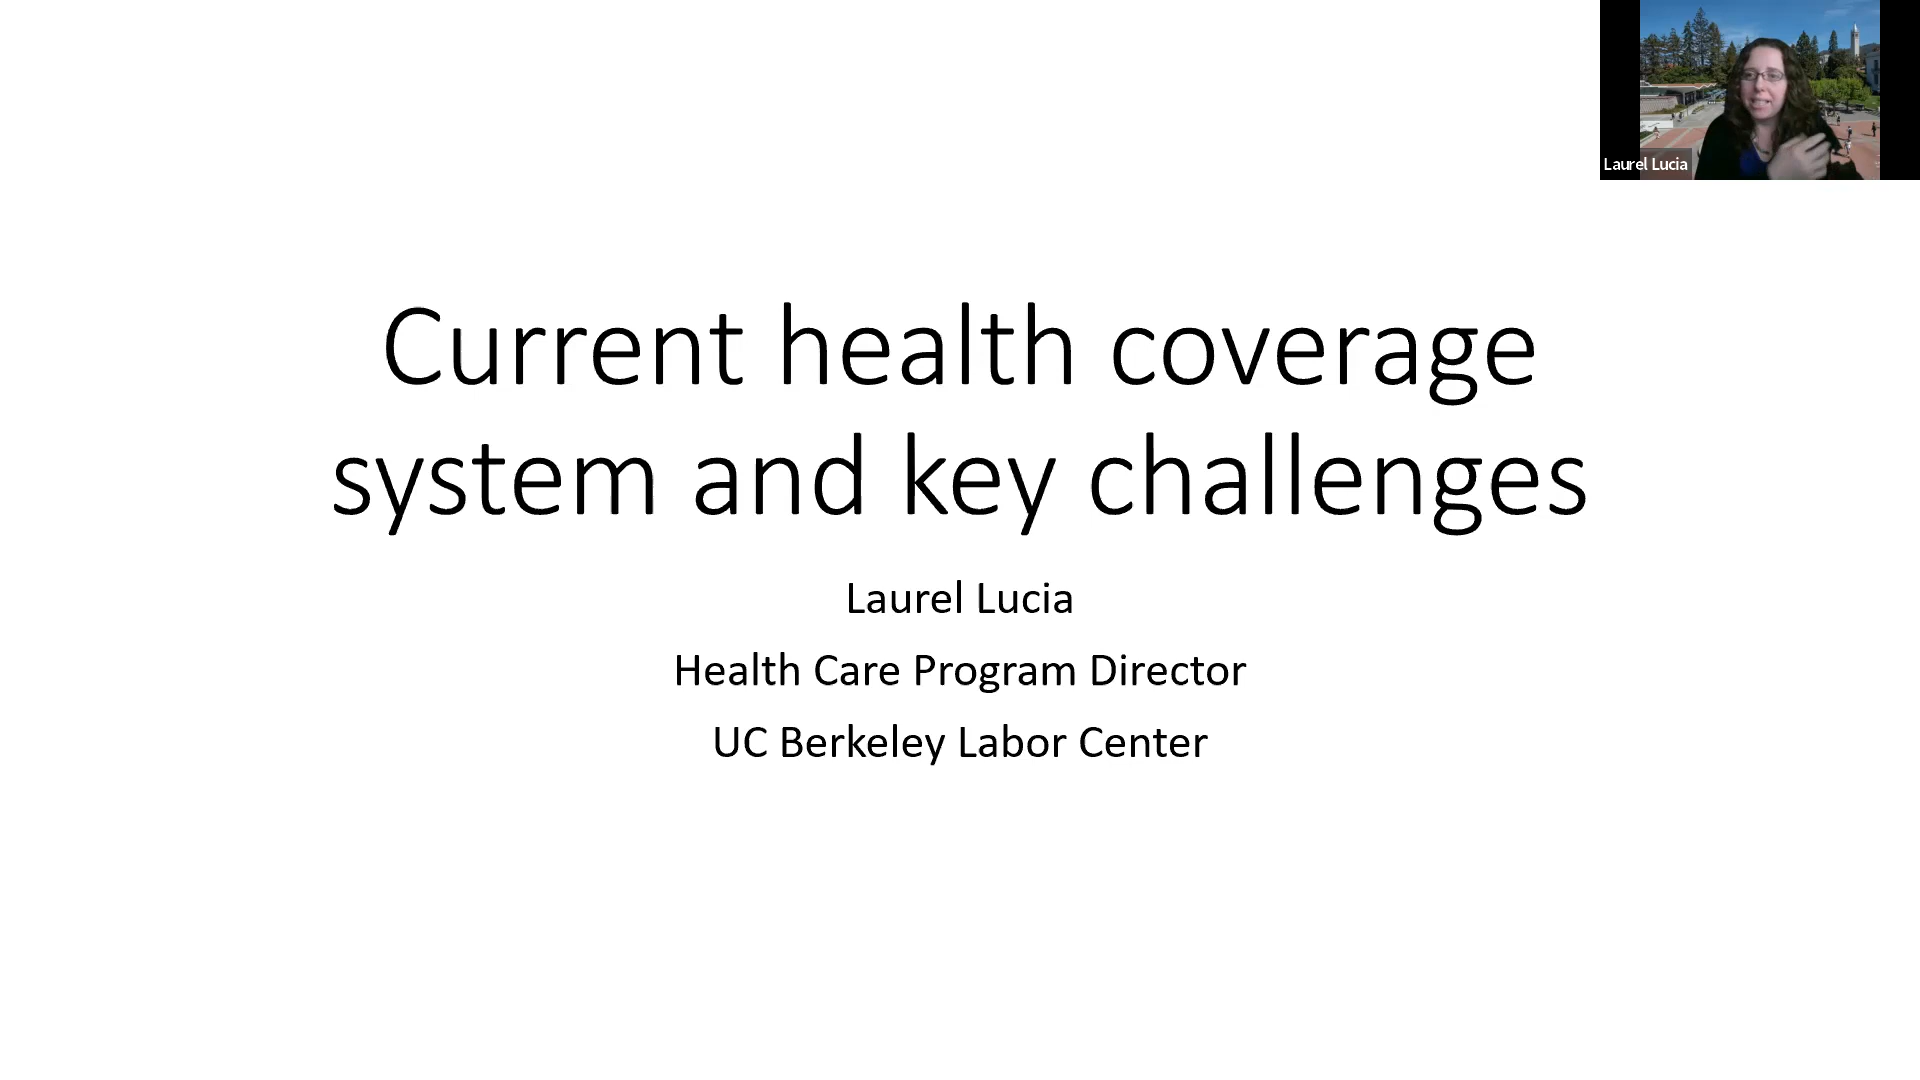 Laurel Lucia
Current health coverage
system and key challenges
Laurel Lucia
Health Care Program Director
UC Berkeley Labor Center